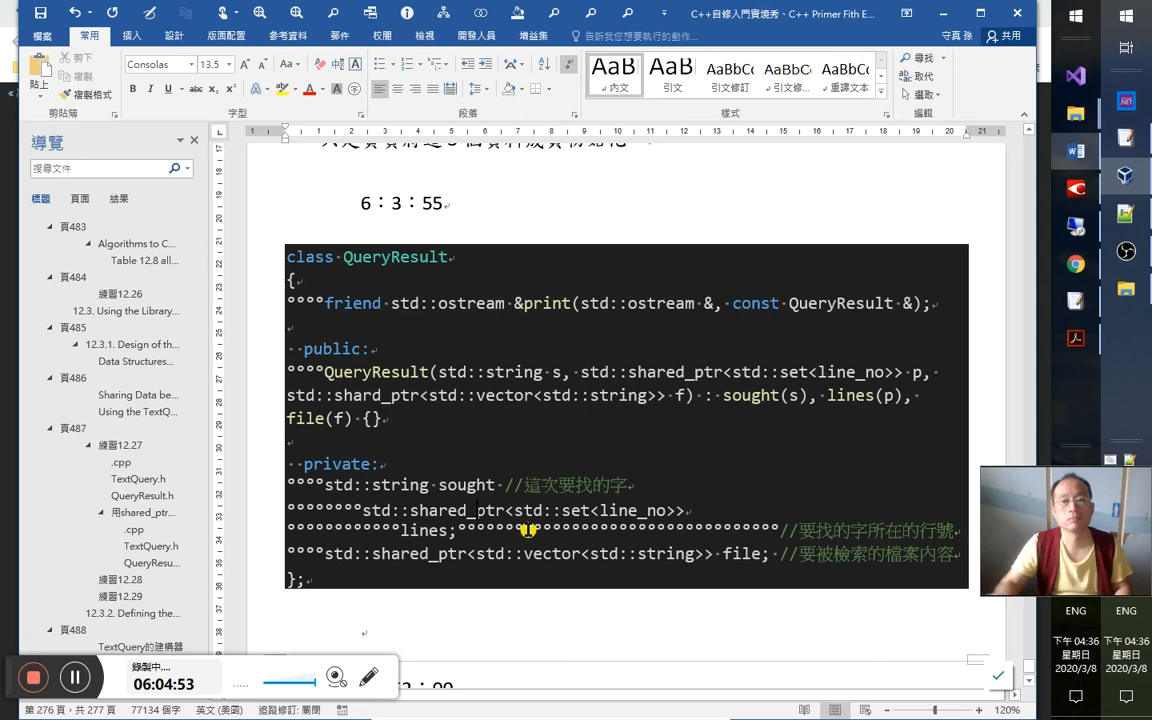 C++自修入門實境秀、C++ Primer Fith E...
檔案 常用 插入 設計 版面配置 參考資料 郵件 校閱 檢視 開發人員 增益集 告訴我您想要執行的動作... 守真 孫 共用
貼上 剪下 複製 複製格式 剪貼簿
Consolas 13.5 字型
段落
AaB 內文 AaB 引文 AaBbCc 引文修訂 AaBbCc 引文修... AaBbC 重譯文本 樣式
尋找 取代 選取 編輯
導覽
搜尋文件
標題 頁面 結果
頁483
Algorithms to C...
Table 12.8 all...
頁484
練習12.26
12.3. Using the Library...
頁485
12.3.1. Design of th...
Data Structures...
頁486
Sharing Data be...
Using the TextQ...
頁487
練習12.27
.cpp
TextQuery.h
QueryResult.h
用shared_ptr...
.cpp
TextQuery.h
QueryResu...
練習12.28
練習12.29
12.3.2. Defining the...
頁488
TextQuery的建構器
6：3：55
class QueryResult
{
friend std::ostream &print(std::ostream &, const QueryResult &);
public:
QueryResult(std::string s, std::shared_ptr<std::set<line_no>> p,
std::shard_ptr<std::vector<std::string>> f) : sought(s), lines(p),
file(f) {}
private:
std::string sought //這次要找的字
std::shared_ptr<std::set<line_no>>
lines; //要找的字所在的行號
std::shared_ptr<std::vector<std::string>> file; //要被檢索的檔案內容
};
錄製中....
06:04:53
第 276 頁，共 277 頁 77134 個字 英文 (美國) 追蹤修訂: 關閉 120%
ENG ENG
下午 04:36 下午 04:36
星期日 星期日
2020/3/8 2020/3/8